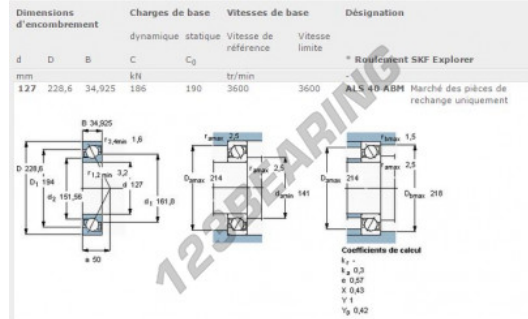 Dimensions d'encombrement Charges de base Vitesses de base Désignation
dynamique statique Vitesse de référence Vitesse limite
d D B C C0 * Roulement SKF Explorer
mm kN tr/min -
127 228,6 34,925 186 190 3600 3600 ALS 40 ABM Marché des pièces de rechange uniquement
B 34,925
r3,4min 1,6
D 228,6
D1 194
r1,2 min 3,2
d 127
d2 151,56
d1 161,8
a 50
ramax 2,5
ramax 2,5
Damax 214
damin 141
rbmax 1,5
ramax 2,5
Damax 214
Dbmax 218
Coefficients de calcul
kr -
ka 0,3
e 0,57
X 0,43
Y 1
Y0 0,42
123BEARING